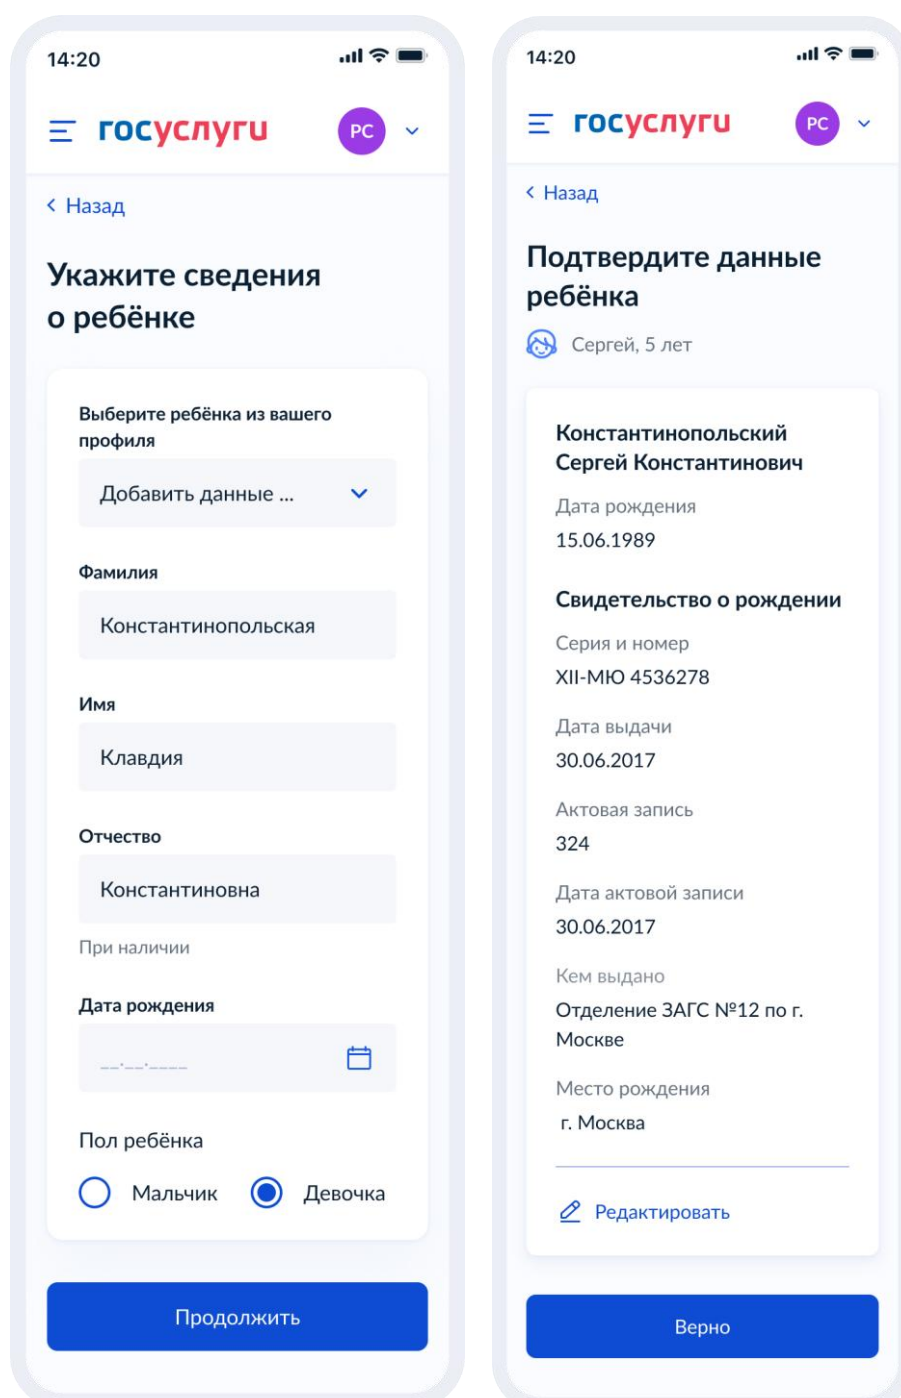 14:20
госуслуги
РС
Назад
Укажите сведения
о ребёнке
Выберите ребёнка из вашего
профиля
Добавить данные ...
Фамилия
Константинопольская
Имя
Клавдия
Отчество
Константиновна
При наличии
Дата рождения
__.__.____
Пол ребёнка
Мальчик Девочка
Продолжить
14:20
госуслуги
РС
Назад
Подтвердите данные
ребёнка
Сергей, 5 лет
Константинопольский
Сергей Константинович
Дата рождения
15.06.1989
Свидетельство о рождении
Серия и номер
XII-МЮ 4536278
Дата выдачи
30.06.2017
Актовая запись
324
Дата актовой записи
30.06.2017
Кем выдано
Отделение ЗАГС №12 по г.
Москве
Место рождения
г. Москва
Редактировать
Верно